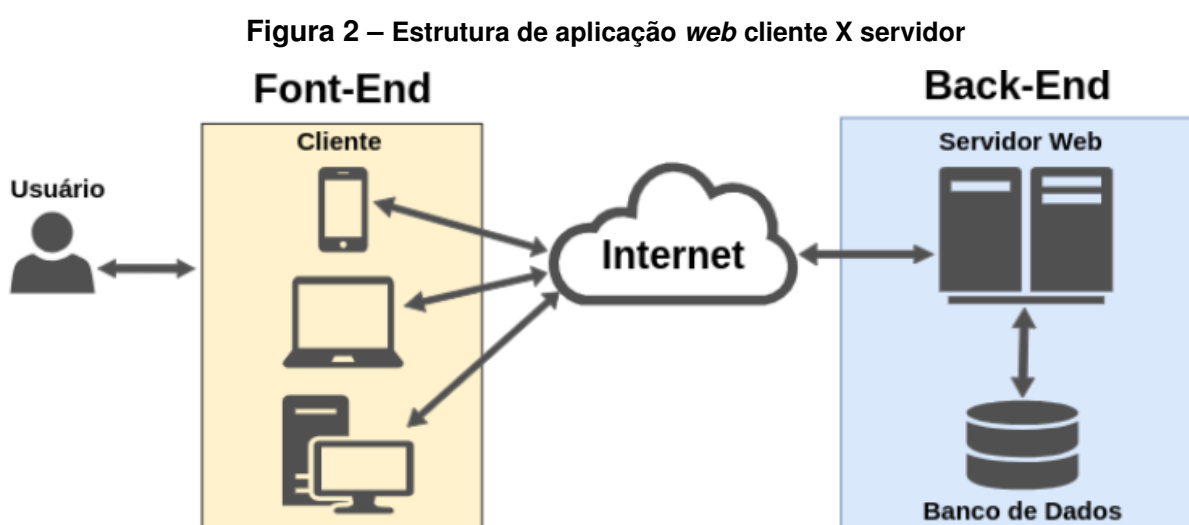 Figura 2 – Estrutura de aplicação web cliente X servidor
Font-End
Back-End
Cliente
Servidor Web
Usuário
Internet
Banco de Dados